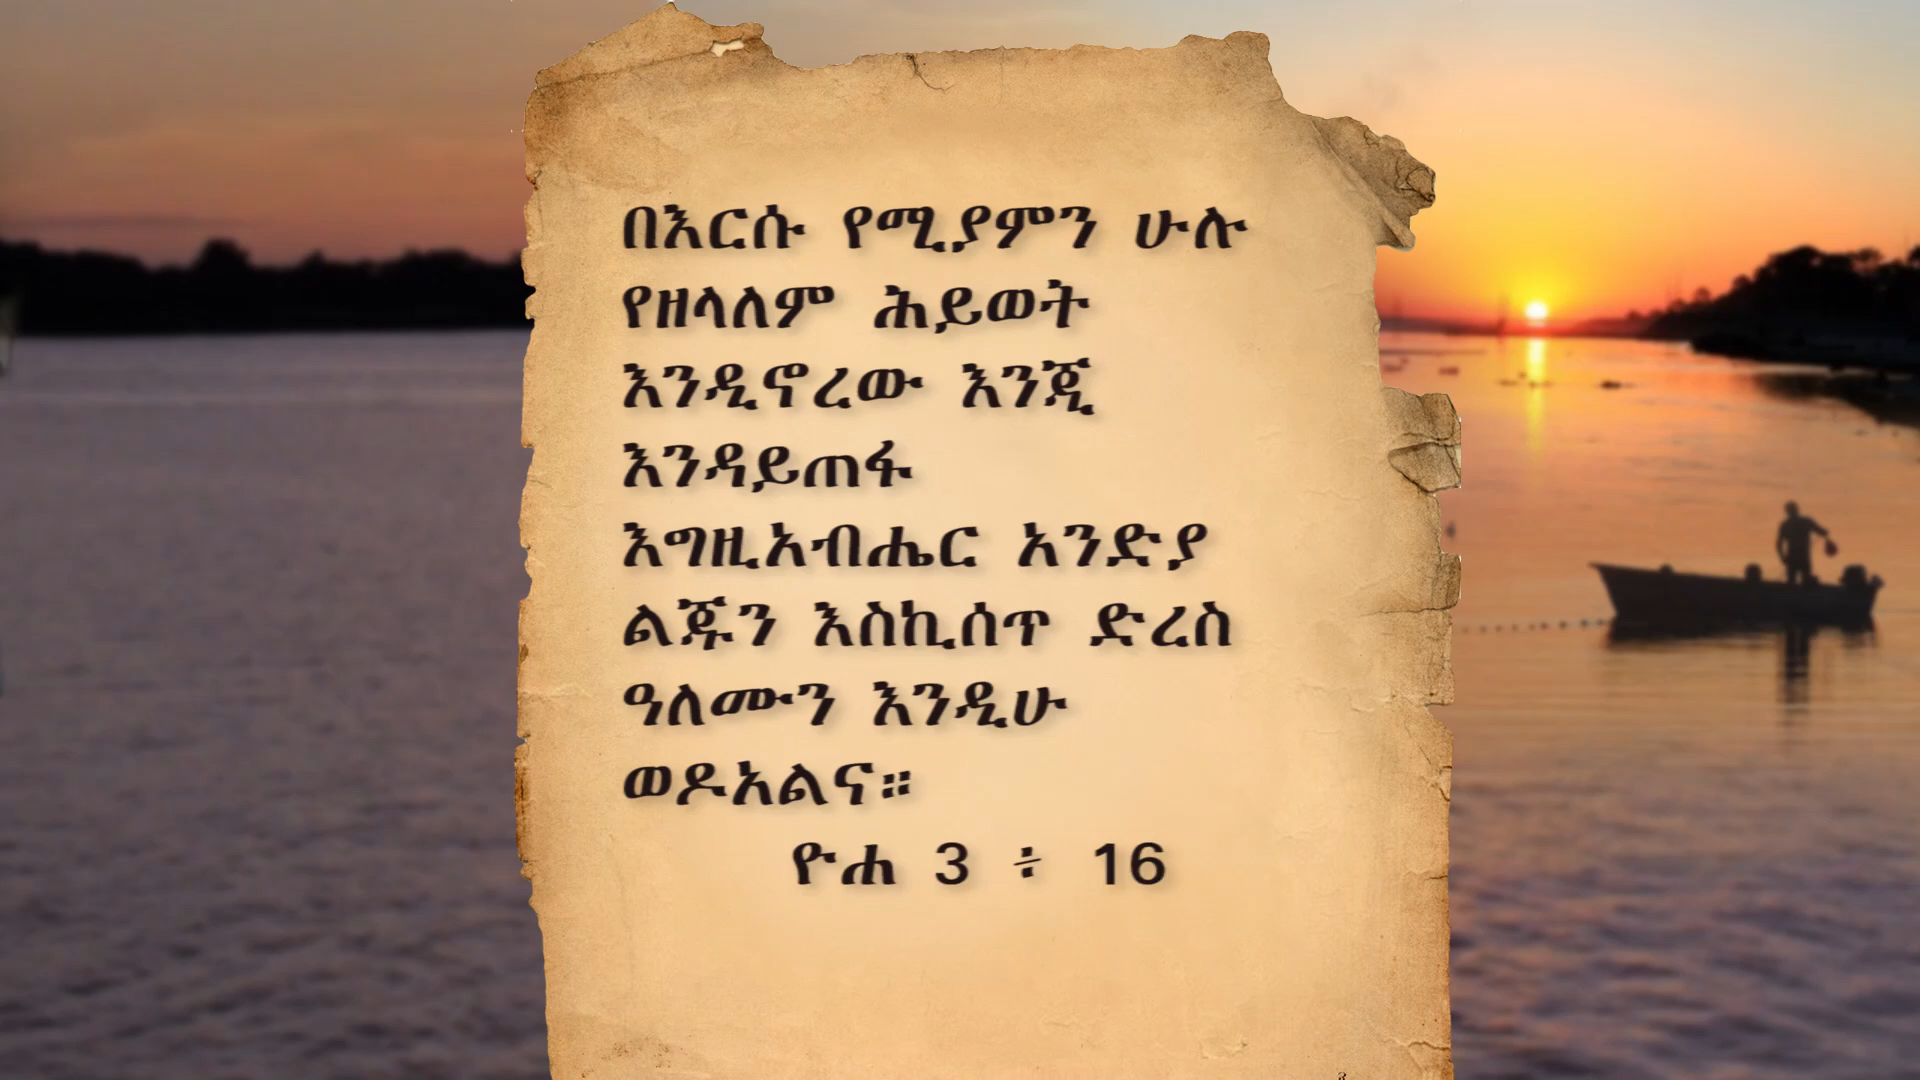 በእርሱ የሚያምን ሁሉ
የዘላለም ሕይወት
እንዲኖረው እንጂ
እንዳይጠፋ
እግዚአብሔር አንድያ
ልጁን እስኪሰጥ ድረስ
ዓለሙን እንዲሁ
ወዶአልና።
ዮሐ 3 ፥ 16